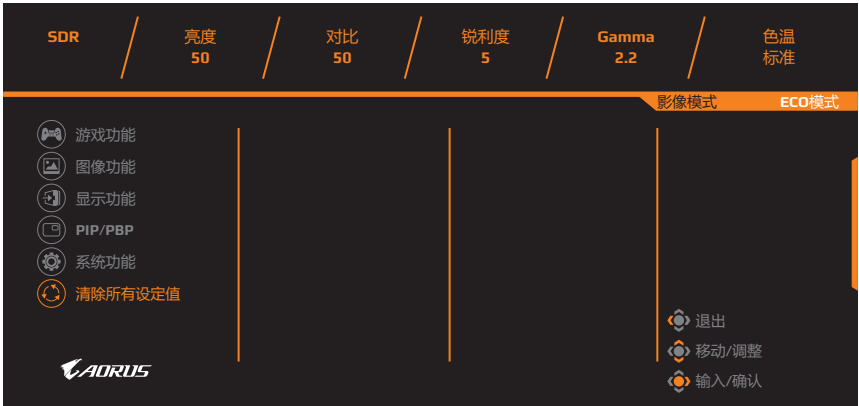 SDR 亮度 对比 锐利度 Gamma 色温
50 50 5 2.2 标准
影像模式 ECO模式
游戏功能
图像功能
显示功能
PIP/PBP
系统功能
清除所有设定值
退出
移动/调整
输入/确认
AORUS